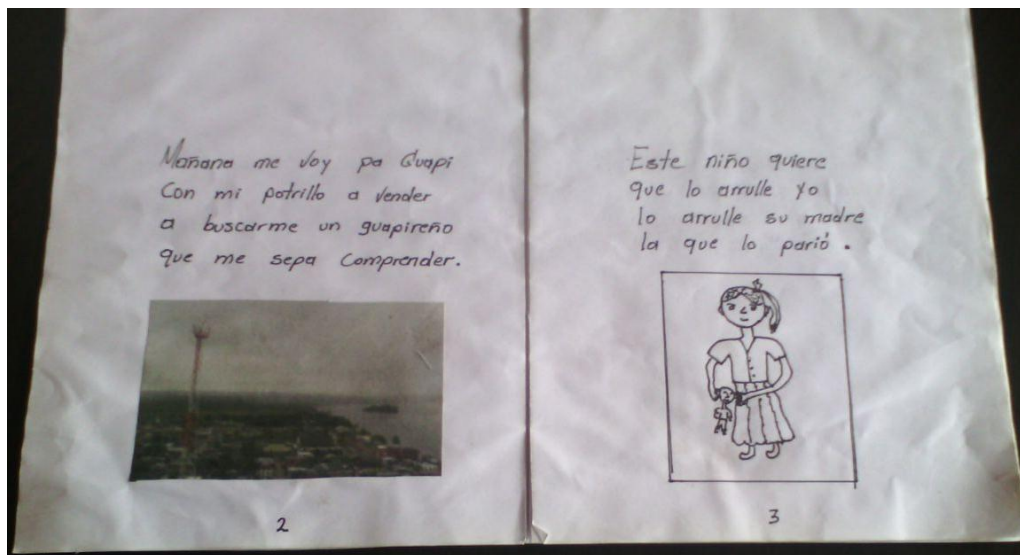 Mañana me voy pa Guapi
Con mi potrillo a vender
a buscarme un guapireño
que me sepa Comprender.
2
Este niño quiere
que lo arrulle yo
lo arrulle su madre
la que lo parió.
3